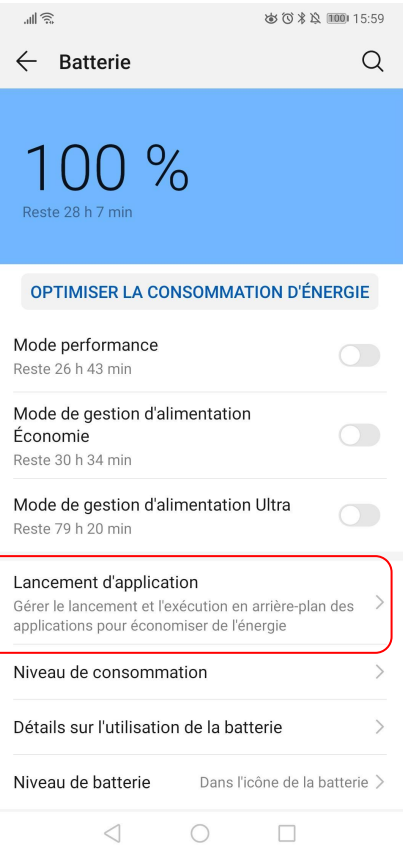 100 15:59
Batterie
100 %
Reste 28 h 7 min
OPTIMISER LA CONSOMMATION D'ÉNERGIE
Mode performance
Reste 26 h 43 min
Mode de gestion d'alimentation
Économie
Reste 30 h 34 min
Mode de gestion d'alimentation Ultra
Reste 79 h 20 min
Lancement d'application
Gérer le lancement et l'exécution en arrière-plan des
applications pour économiser de l'énergie
Niveau de consommation
Détails sur l'utilisation de la batterie
Niveau de batterie Dans l'icône de la batterie